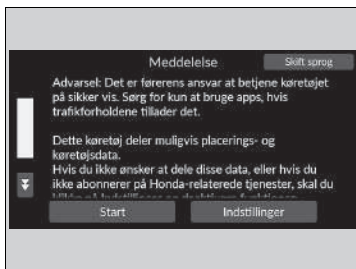 Meddelelse
Skift sprog
Advarsel: Det er førerens ansvar at betjene køretøjet
på sikker vis. Sørg for kun at bruge apps, hvis
trafikforholdene tillader det.
Dette køretøj deler muligvis placerings- og
køretøjsdata.
Hvis du ikke ønsker at dele disse data, eller hvis du
ikke abonnerer på Honda-relaterede tjenester, skal du
Start
Indstillinger